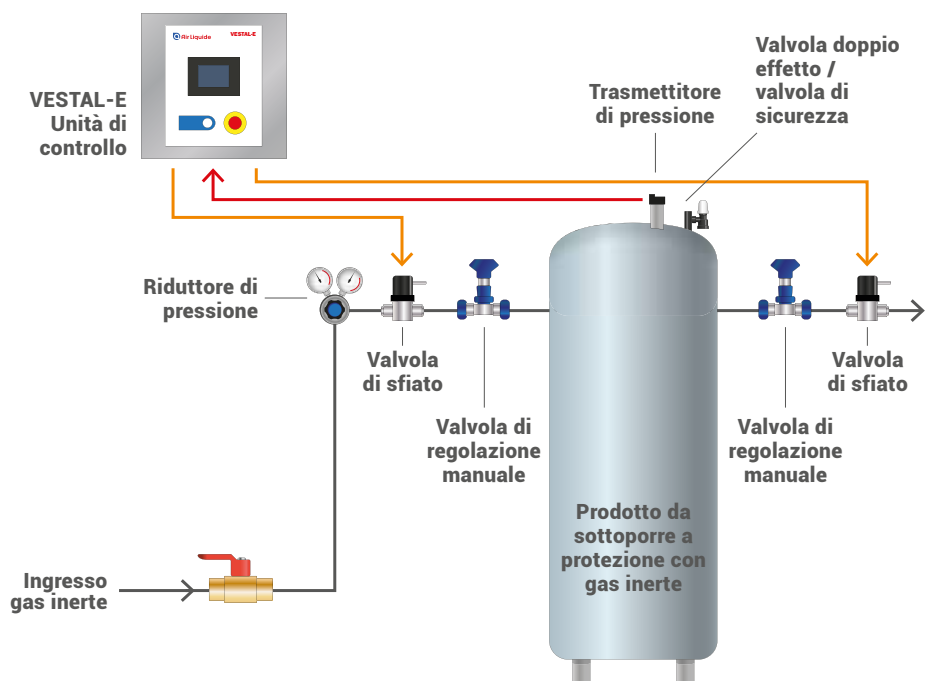 Air Liquide
VESTAL-E
VESTAL-E
Unità di
controllo
Trasmettitore
di pressione
Valvola doppio
effetto /
valvola di
sicurezza
Riduttore di
pressione
Valvola
di sfiato
Valvola di
regolazione
manuale
Valvola di
regolazione
manuale
Valvola
di sfiato
Prodotto da
sottoporre a
protezione con
gas inerte
Ingresso
gas inerte